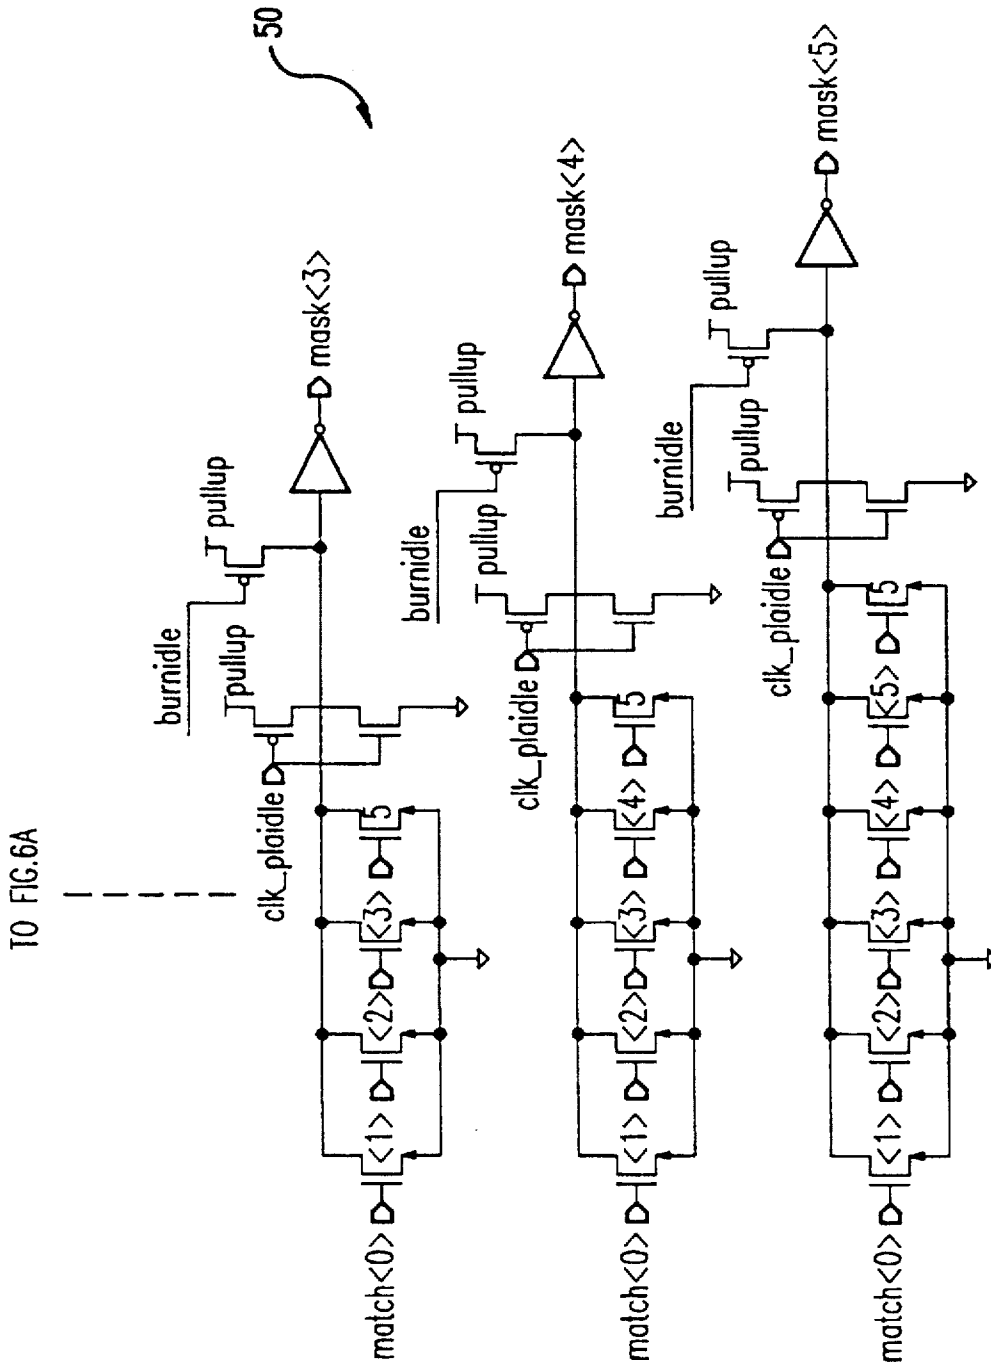 TO FIG.6A
50
burnidle
pullup
pullup
clk_plaidle
mask<3>
match<0>
<1>
<2>
<3>
5
burnidle
pullup
pullup
clk_plaidle
mask<4>
match<0>
<1>
<2>
<3>
<4>
5
burnidle
pullup
pullup
clk_plaidle
mask<5>
match<0>
<1>
<2>
<3>
<4>
<5>
5